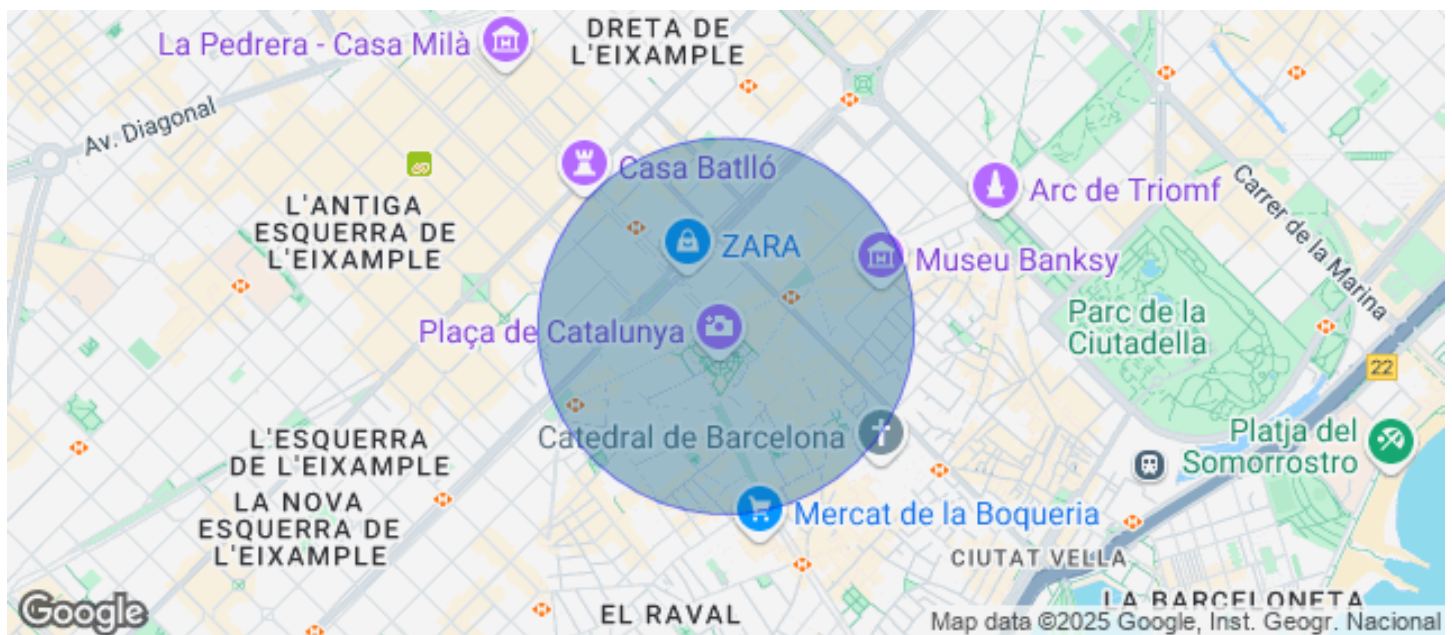 La Pedrera - Casa Milà
DRETA DE
L'EIXAMPLE
Av. Diagonal
Casa Batlló
Arc de Triomf
Carrer de la Marina
L'ANTIGA
ESQUERRA DE
L'EIXAMPLE
ZARA
Museu Banksy
Plaça de Catalunya
Parc de la
Ciutadella
22
L'ESQUERRA
DE L'EIXAMPLE
Catedral de Barcelona
Platja del
Somorrostro
LA NOVA
ESQUERRA DE
L'EIXAMPLE
Mercat de la Boqueria
CIUTAT VELLA
EL RAVAL
LA BARCELONETA
Google
Map data ©2025 Google, Inst. Geogr. Nacional